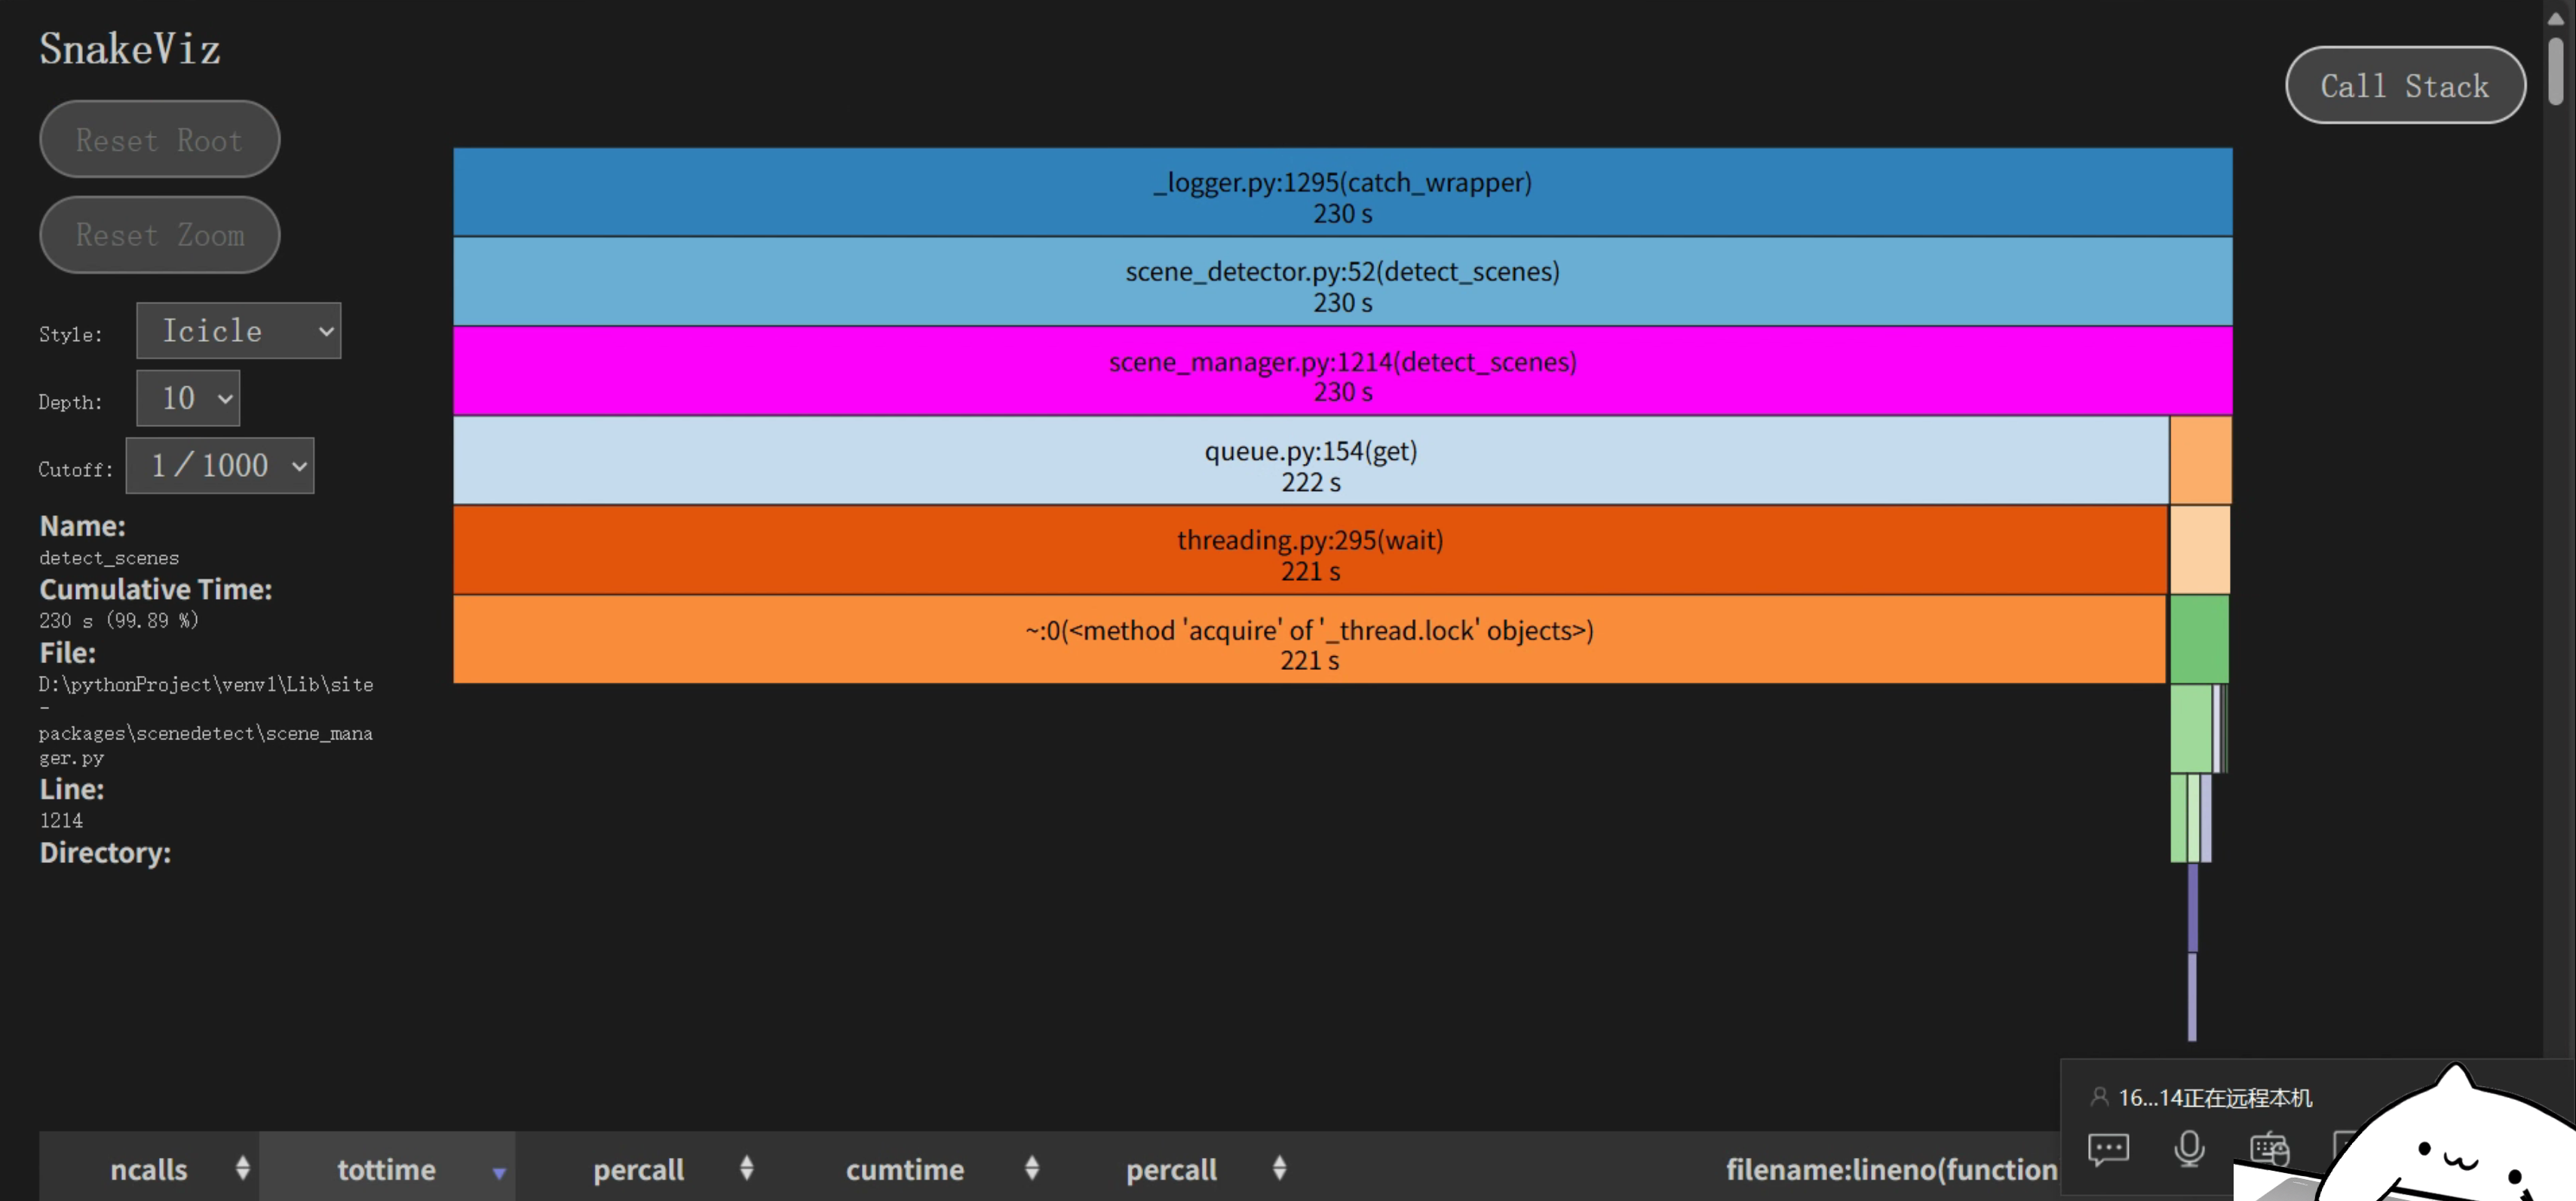 SnakeViz
Call Stack
Reset Root
Reset Zoom
Style: Icicle
Depth: 10
Cutoff: 1/1000
Name:
detect_scenes
Cumulative Time:
230 s (99.89 %)
File:
D:\pythonProject\venv1\Lib\site
-
packages\scenedetect\scene_mana
ger.py
Line:
1214
Directory:
_logger.py:1295(catch_wrapper)
230 s
scene_detector.py:52(detect_scenes)
230 s
scene_manager.py:1214(detect_scenes)
230 s
queue.py:154(get)
222 s
threading.py:295(wait)
221 s
~:0(<method 'acquire' of '_thread.lock' objects>)
221 s
16...14正在远程本机
ncalls tottime percall cumtime percall filename:lineno(function